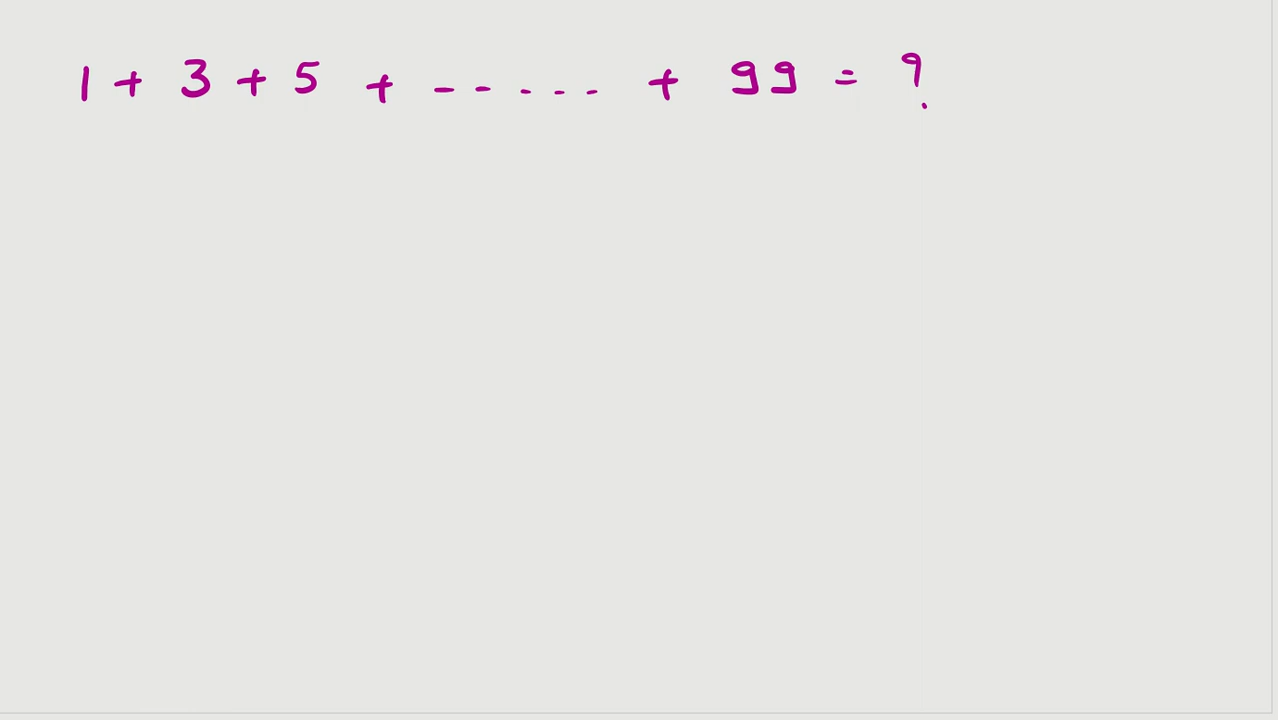 1 + 3 + 5 + - - . . . + 99 = ?